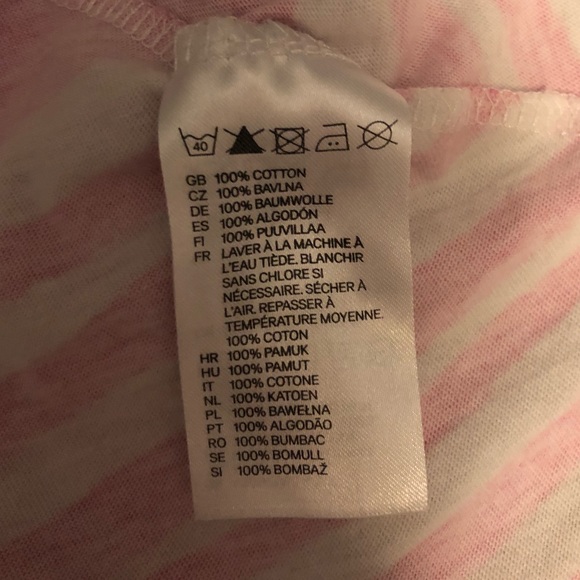 40
GB 100% COTTON
CZ 100% BAVLNA
DE 100% BAUMWOLLE
ES 100% ALGODÓN
FI 100% PUUVILLAA
FR LAVER À LA MACHINE À
L'EAU TIÈDE. BLANCHIR
SANS CHLORE SI
NÉCESSAIRE. SÉCHER À
L'AIR. REPASSER À
TEMPÉRATURE MOYENNE.
100% COTON
HR 100% PAMUK
HU 100% PAMUT
IT 100% COTONE
NL 100% KATOEN
PL 100% BAWEŁNA
PT 100% ALGODÃO
RO 100% BUMBAC
SE 100% BOMULL
SI 100% BOMBAŽ